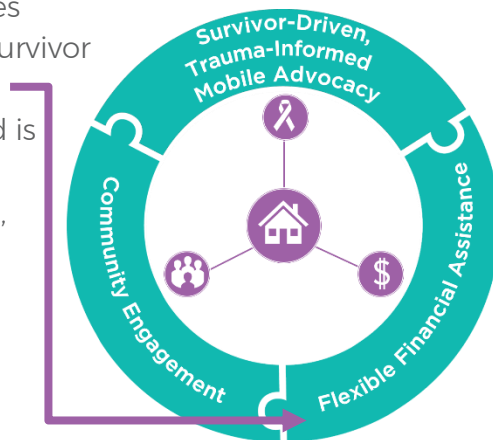 es
urvivor
d is
,
Survivor-Driven,
Trauma-Informed
Mobile Advocacy
$
Community Engagement
Flexible Financial Assistance